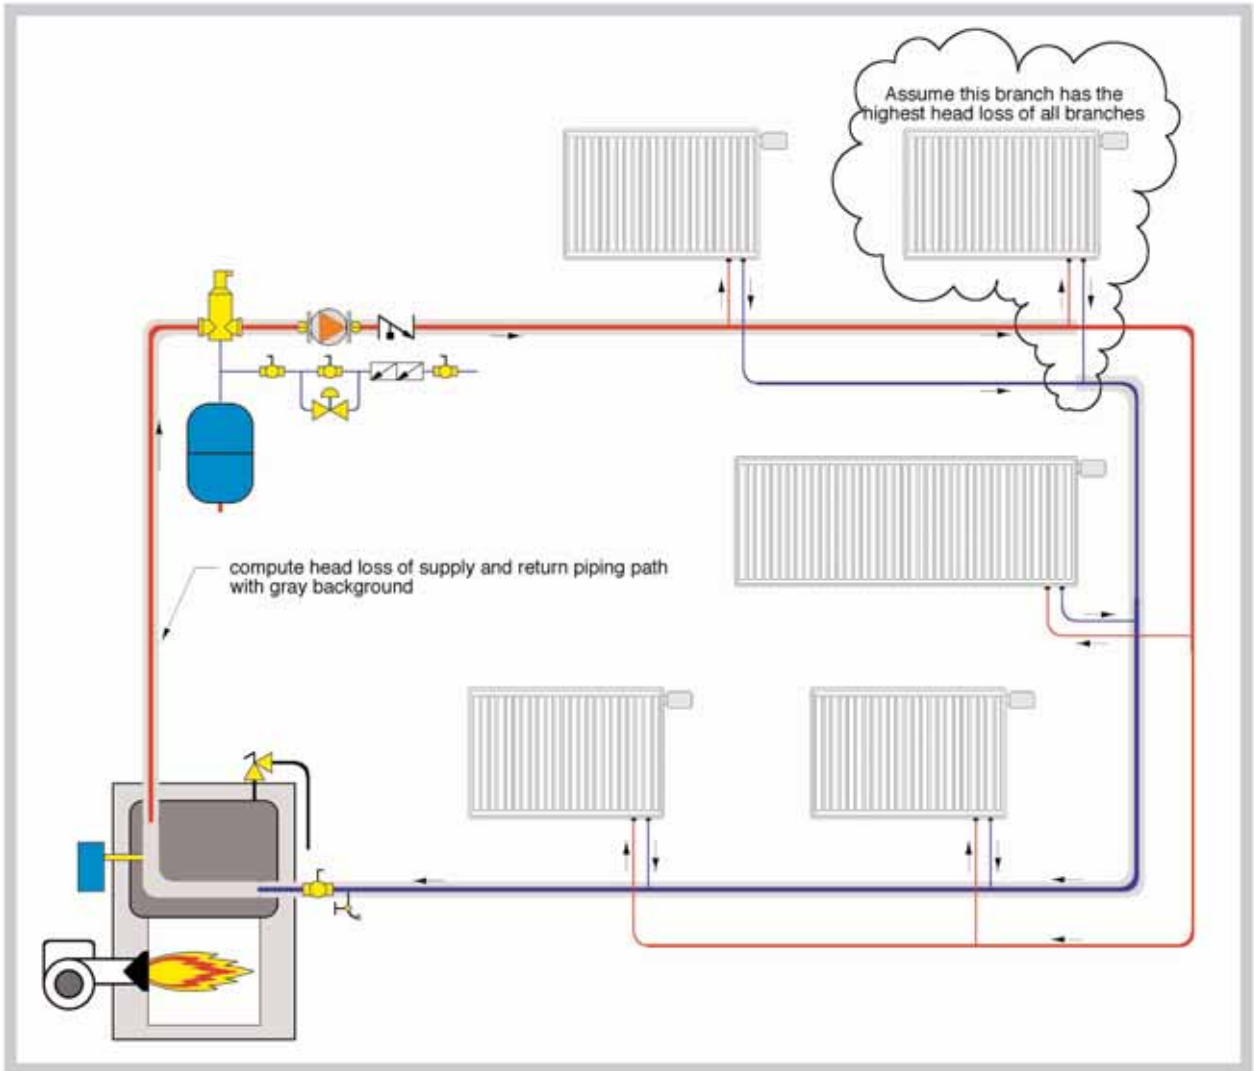 Assume this branch has the
highest head loss of all branches
compute head loss of supply and return piping path
with gray background